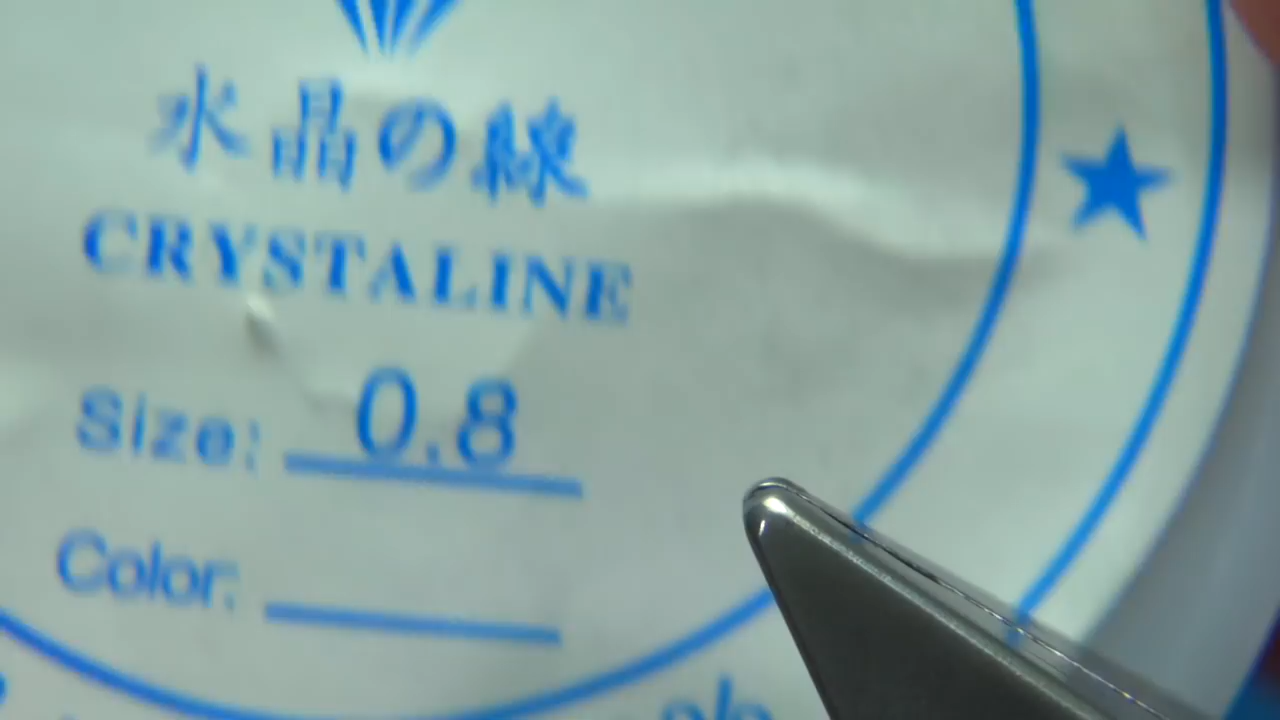 水晶の線
CRYSTALINE
Size: 0.8
Color: